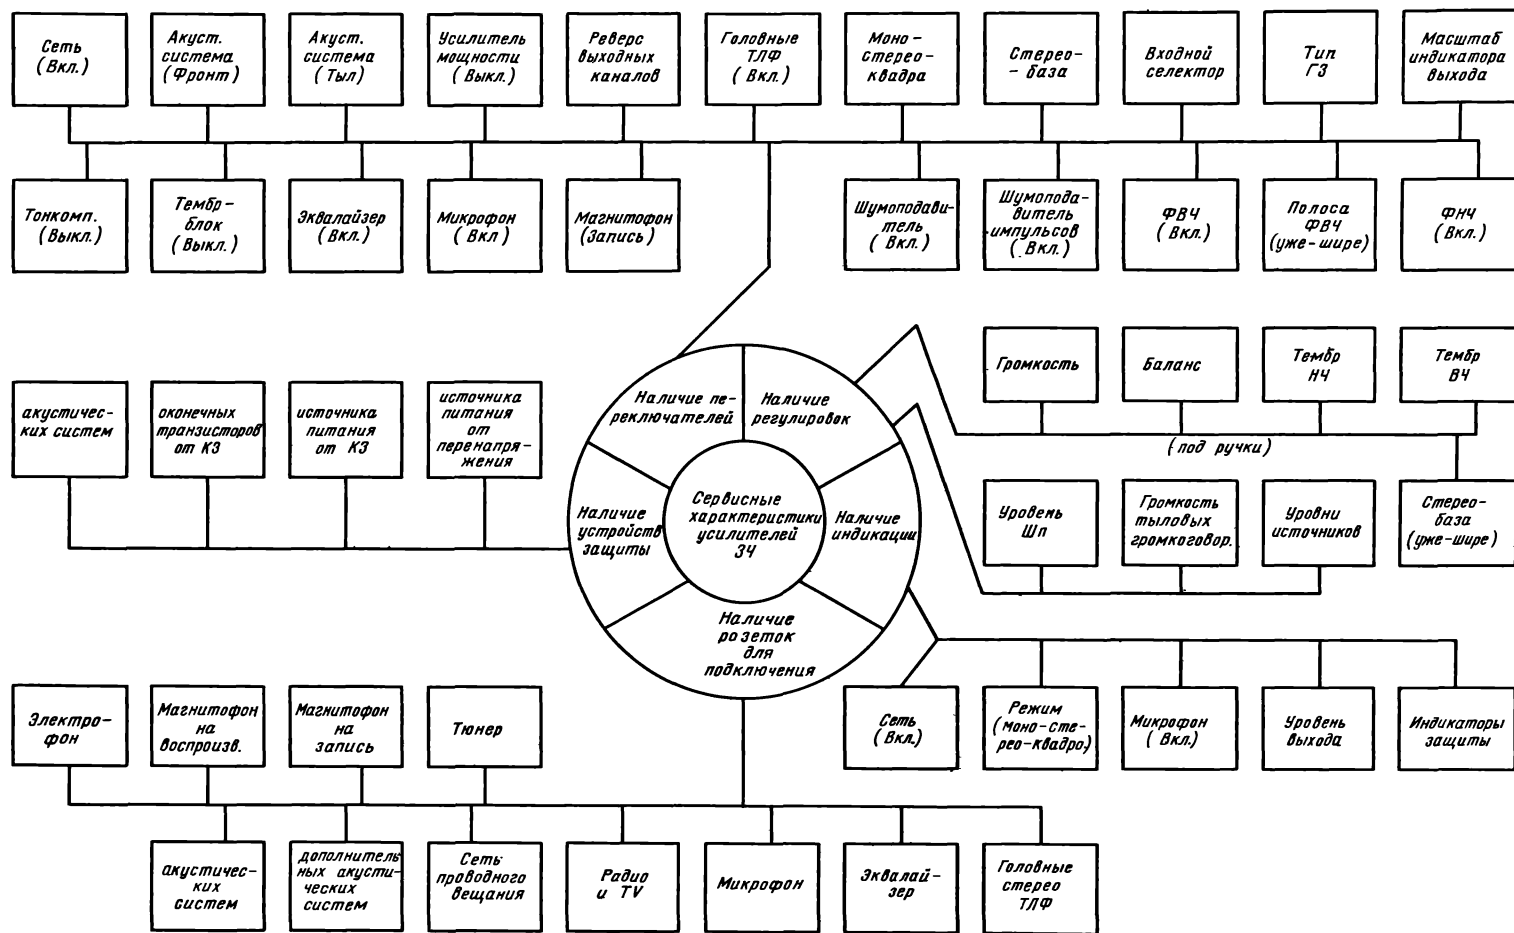 Сеть
(Вкл.)
Акуст.
система
(Фронт)
Акуст.
система
(Тыл)
Усилитель
мощности
(Выкл.)
Реверс
выходных
каналов
Головные
ТЛФ
(Вкл.)
Моно-
стерео-
квадра
Стерео-
-база
Входной
селектор
Тип
ГЗ
Масштаб
индикатора
выхода
Тонкомп.
(Выкл.)
Тембр-
блок
(Выкл.)
Эквалайзер
(Вкл.)
Микрофон
(Вкл)
Магнитофон
(Запись)
Шумоподави-
тель
(Вкл.)
Шумопода-
витель
импульсов
(Вкл.)
ФВЧ
(Вкл.)
Полоса
ФВЧ
(уже-шире)
ФНЧ
(Вкл.)
Громкость
Баланс
Тембр
НЧ
Тембр
ВЧ
(под ручки)
акустичес-
ких систем
оконечных
транзисторов
от КЗ
источника
питания
от КЗ
источника
питания
от
перенапря-
жения
Наличие пе-
реключателей
Наличие
регулировок
Наличие
устройств
защиты
Сервисные
характеристики
усилителей
ЗЧ
Наличие
индикации
Наличие
розеток
для
подключения
Уровень
Шп
Громкость
тыловых
громкоговор.
Уровни
источников
Стерео-
база
(уже-шире)
Сеть
(Вкл.)
Режим
(моно-сте-
рео-квадро)
Микрофон
(Вкл.)
Уровень
выхода
Индикаторы
защиты
Электро-
фон
Магнитофон
на
воспроизв.
Магнитофон
на
запись
Тюнер
акустичес-
ких
систем
дополнитель
ных акусти-
ческих
систем
Сеть
проводного
вещания
Радио
и TV
Микрофон
Эквалай-
зер
Головные
стерео
ТЛФ